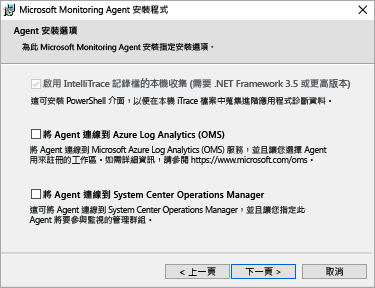 Microsoft Monitoring Agent 安裝程式
Agent 安裝選項
為此 Microsoft Monitoring Agent 安裝指定安裝選項。
啟用 IntelliTrace 記錄檔的本機收集 (需要 .NET Framework 3.5 或更高版本)
這可安裝 PowerShell 介面，以便在本機 iTrace 檔案中蒐集進階應用程式診斷資料。
將 Agent 連線到 Azure Log Analytics (OMS)
將 Agent 連線到 Microsoft Azure Log Analytics (OMS) 服務，並且讓您選擇 Agent
用來註冊的工作區。如需詳細資訊，請參閱 https://www.microsoft.com/oms。
將 Agent 連線到 System Center Operations Manager
這可將 Agent 連線到 System Center Operations Manager，並且讓您指定此
Agent 將要參與監視的管理群組。
< 上一頁 下一頁 > 取消